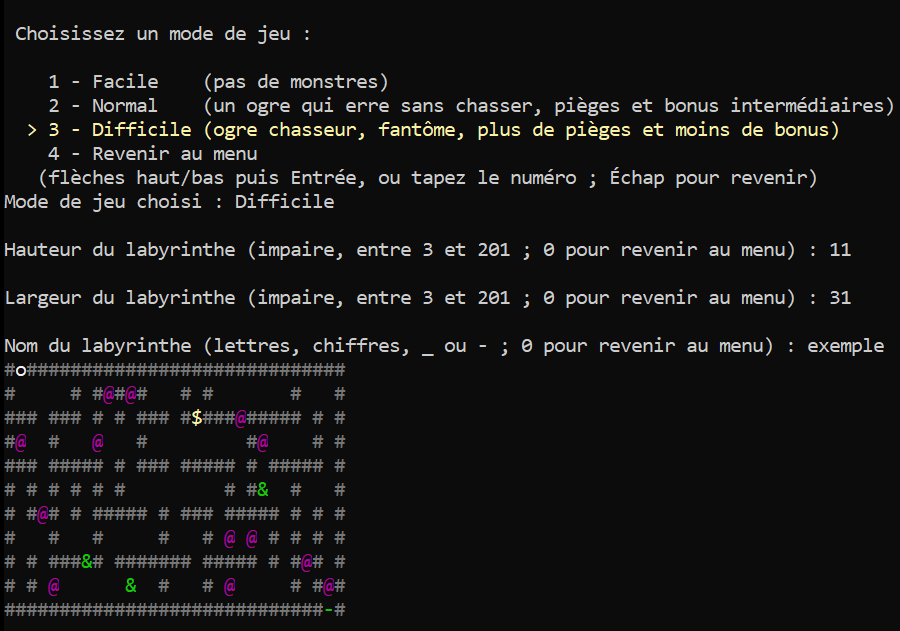 Choisissez un mode de jeu :
1 - Facile    (pas de monstres)
2 - Normal    (un ogre qui erre sans chasser, pièges et bonus intermédiaires)
> 3 - Difficile (ogre chasseur, fantôme, plus de pièges et moins de bonus)
4 - Revenir au menu
(flèches haut/bas puis Entrée, ou tapez le numéro ; Échap pour revenir)
Mode de jeu choisi : Difficile
Hauteur du labyrinthe (impaire, entre 3 et 201 ; 0 pour revenir au menu) : 11
Largeur du labyrinthe (impaire, entre 3 et 201 ; 0 pour revenir au menu) : 31
Nom du labyrinthe (lettres, chiffres, _ ou - ; 0 pour revenir au menu) : exemple
#o#############################
#     # #@#@#   # #       #   #
### ### # # ### #$###@##### # #
#@  #   @   #         #@    # #
### ##### # ### ##### # ##### #
# # # # # #         # #&  #   #
# #@# # ##### # ### ##### # # #
#   #   #     #   # @ @ # # # #
# # ###&# ####### ##### # #@# #
# # @      &  #   # @     # #@#
#############################-#